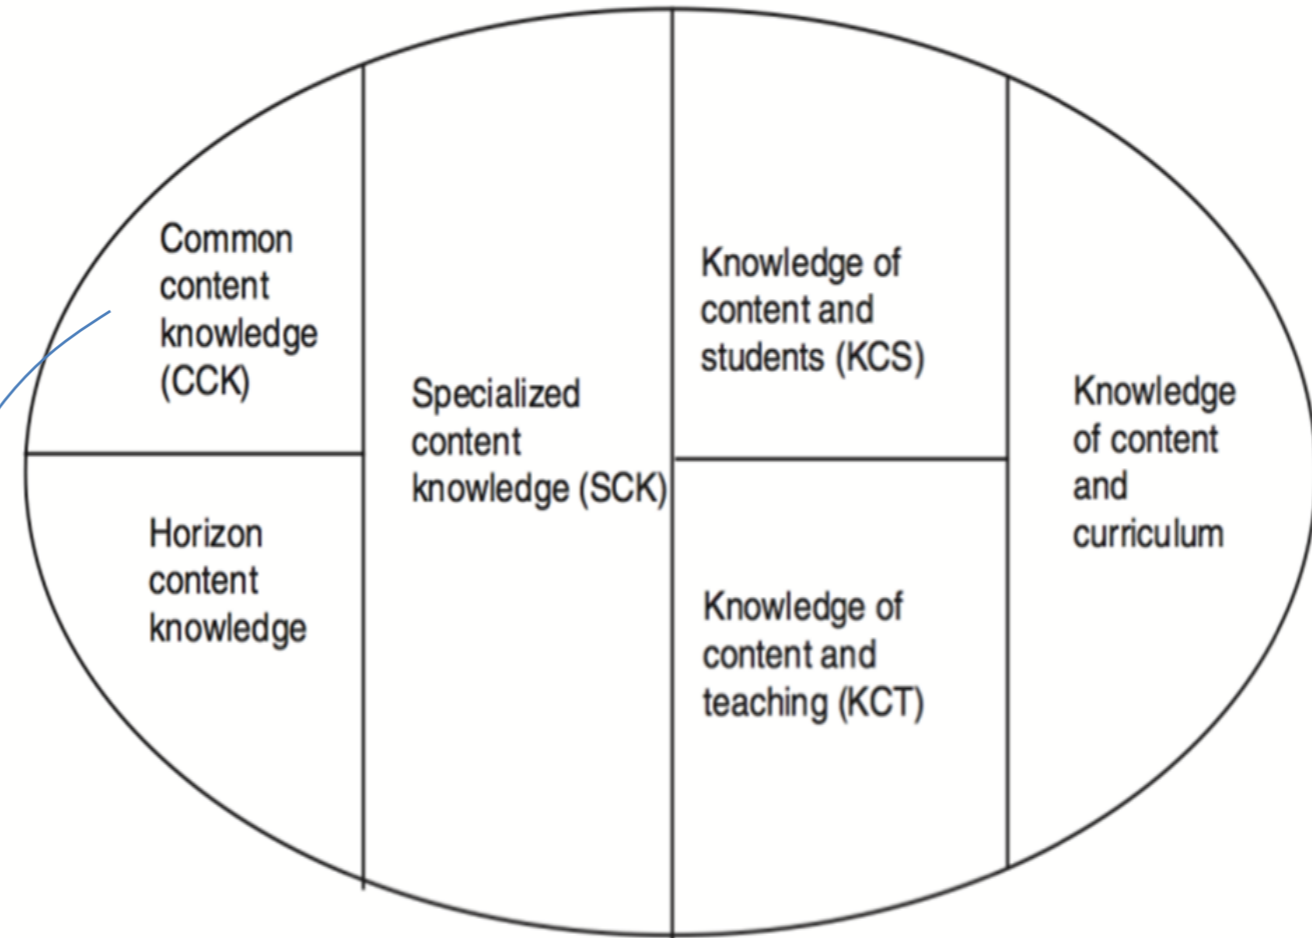 Common
content
knowledge
(CCK)
Horizon
content
knowledge
Specialized
content
knowledge (SCK)
Knowledge of
content and
students (KCS)
Knowledge of
content and
teaching (KCT)
Knowledge
of content
and
curriculum